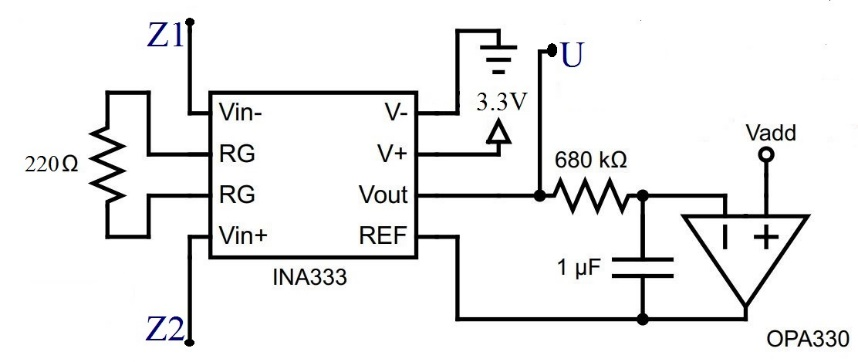 Z1
U
Vin-
V-
3.3V
220Ω
RG
V+
680 kΩ
Vadd
RG
Vout
Vin+
REF
1 µF
INA333
Z2
OPA330